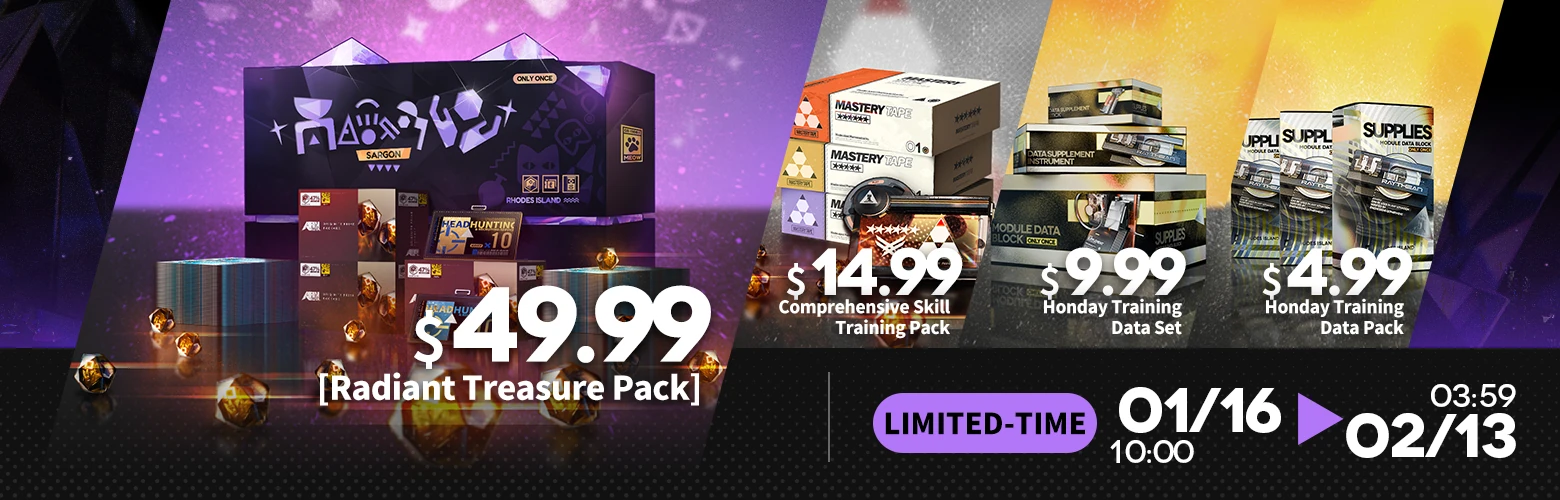 ONLY ONCE
SARGON
MEOW
RHODES ISLAND
HEADHUNTING
10
$49.99
[Radiant Treasure Pack]
MASTERY
MASTERY TAPE
01
MASTERY TAPE
$14.99
Comprehensive Skill
Training Pack
DATA SUPPLEMENT
INSTRUMENT
MODULE DATA
BLOCK ONLY ONCE
SUPPLIES
$9.99
Honday Training
Data Set
SUPPLIES
MODULE DATA BLOCK
ONLY ONCE
$4.99
Honday Training
Data Pack
LIMITED-TIME
01/16
10:00
03:59
02/13